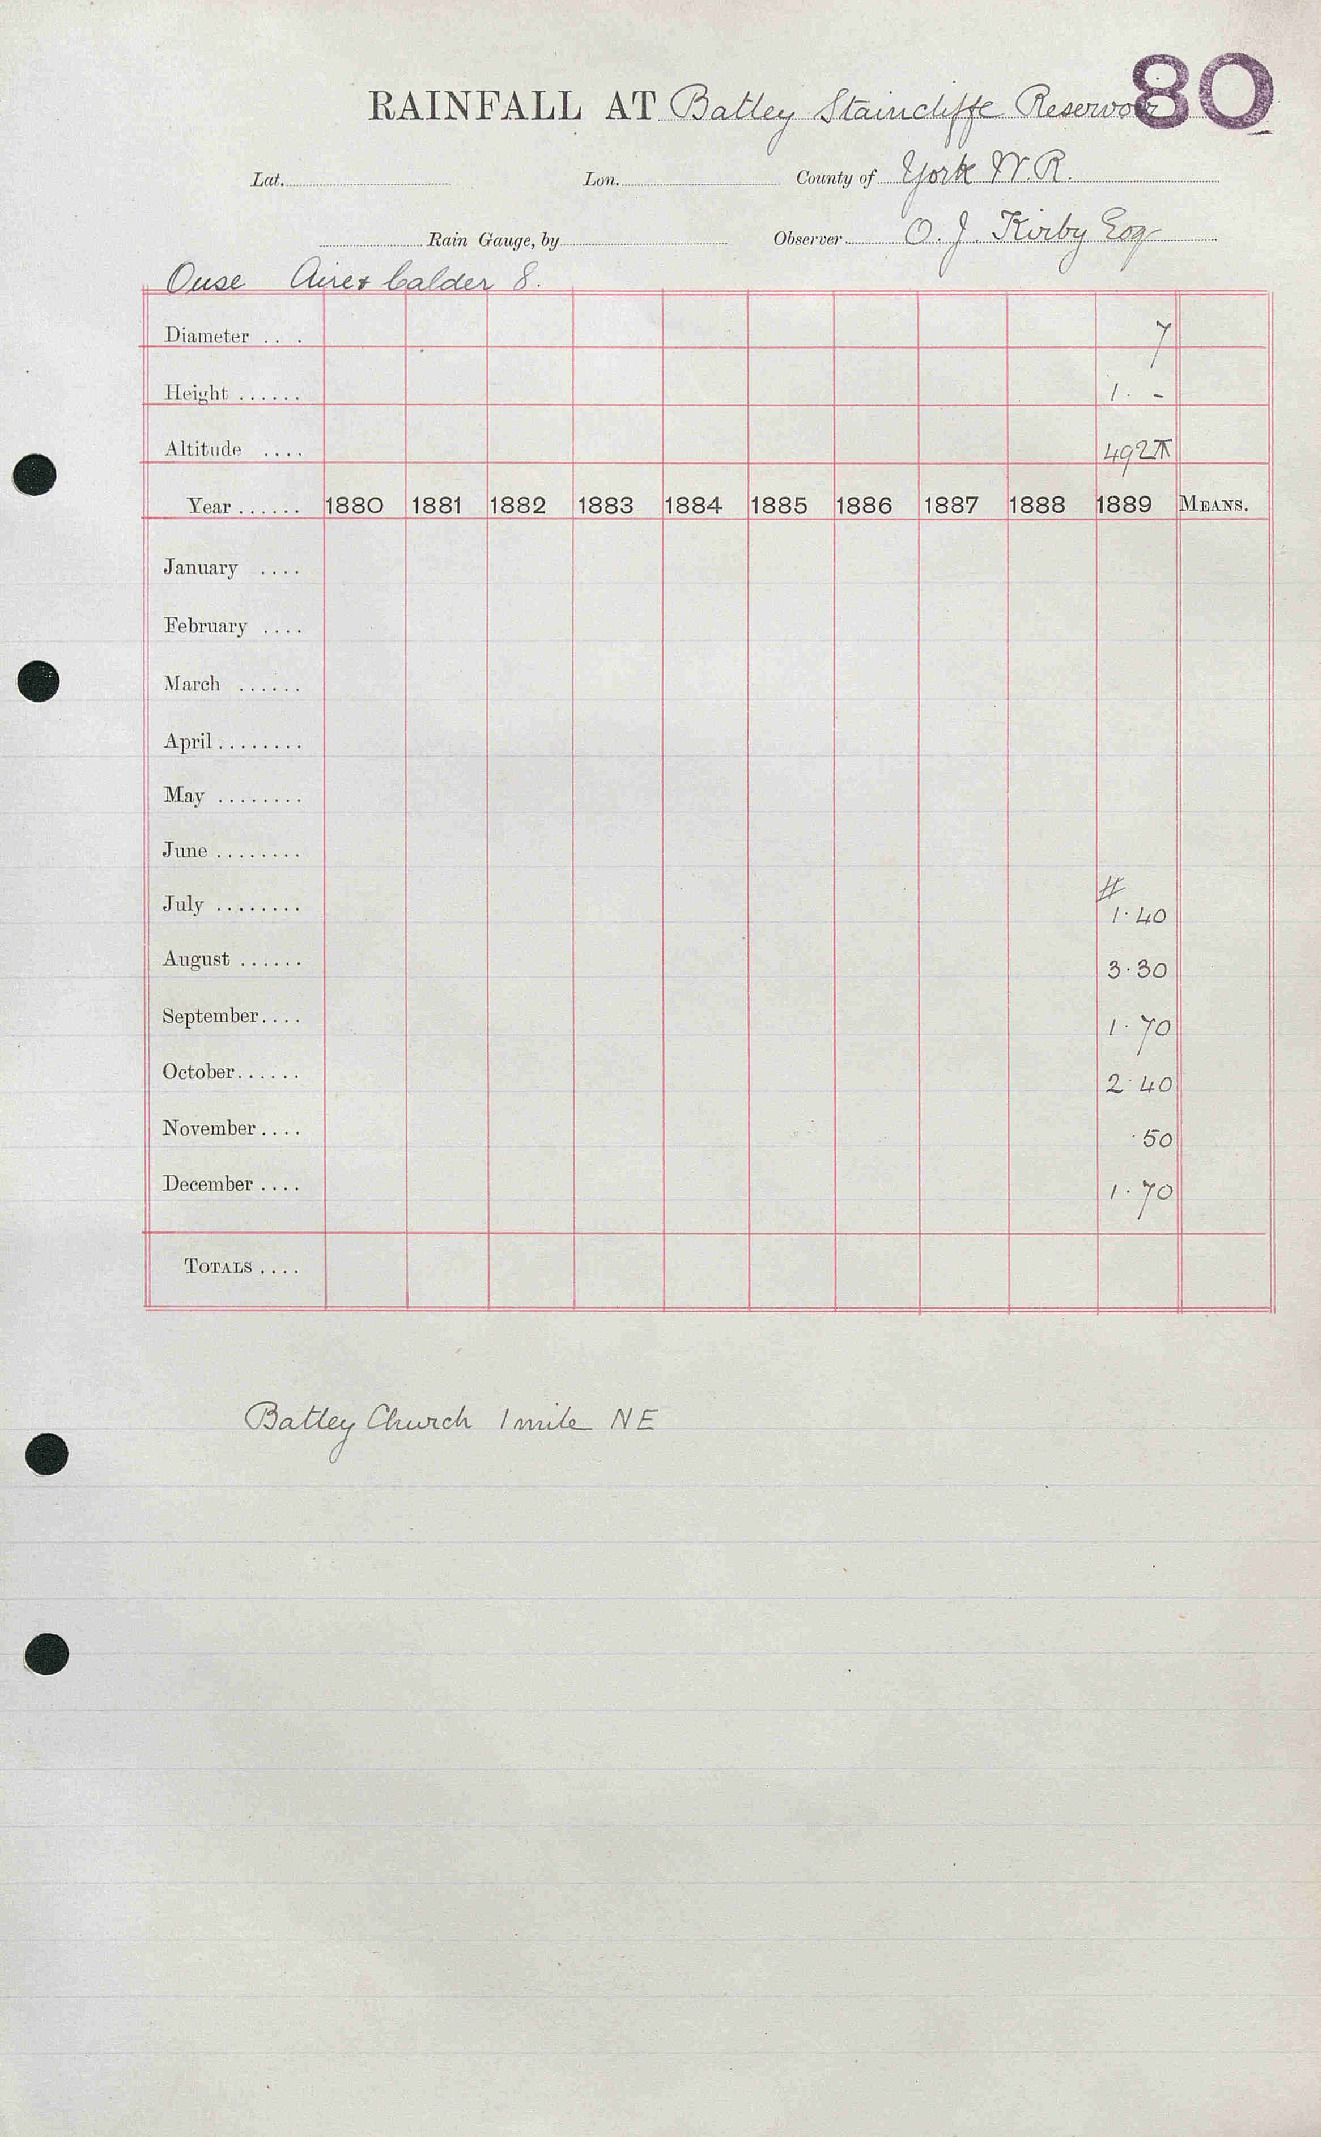 80
RAINFALL AT Batley Staincliffe Reservoir
Lat. Lon. County of York W.R.
Rain Gauge, by Observer O. J. Kirby Esq
Ouse Aire & Calder 8.
Diameter .... 7
Height ...... 1. -
Altitude .... 492
Year ...... 1880 1881 1882 1883 1884 1885 1886 1887 1888 1889 MEANS.
January ....
February ....
March ......
April ........
May ........
June ........
#
July ........ 1.40
August ...... 3.30
September .... 1.70
October ...... 2.40
November .... .50
December .... 1.70
TOTALS ....
Batley Church 1 mile NE